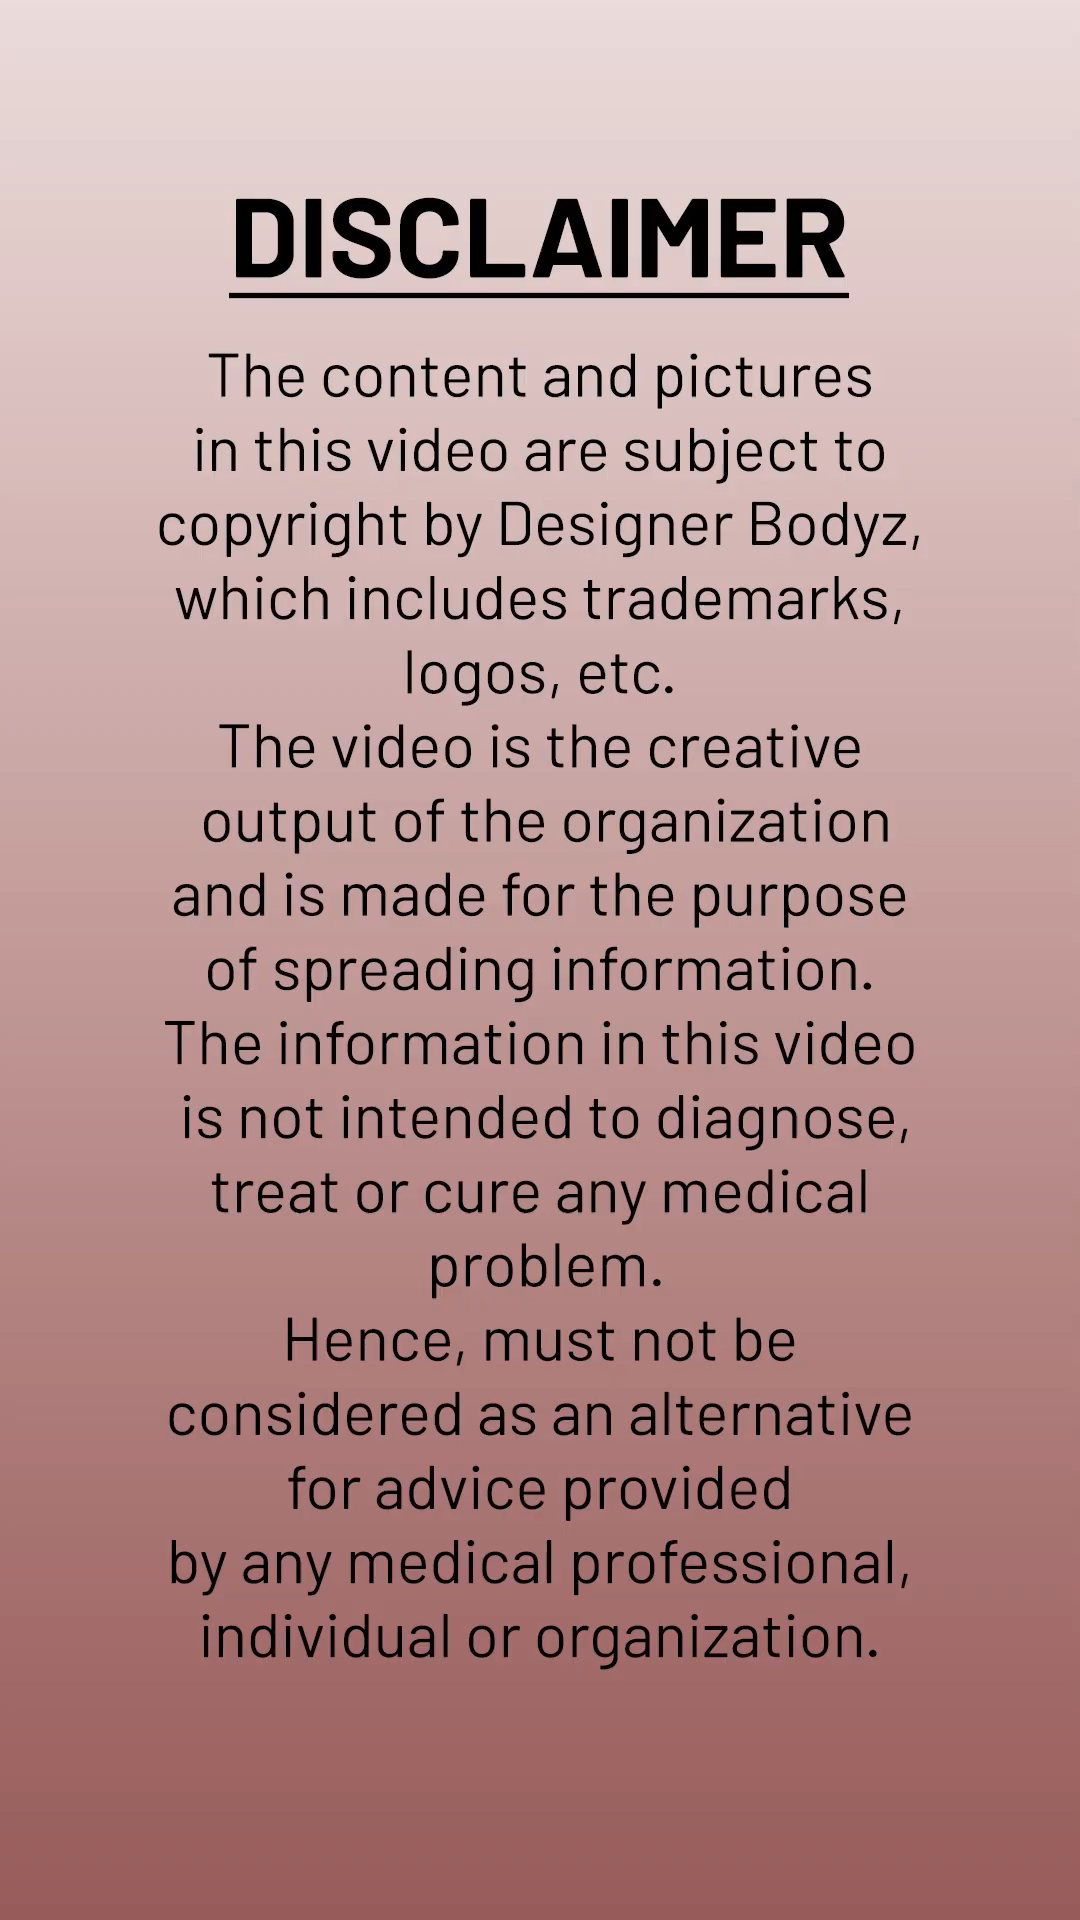 DISCLAIMER
The content and pictures
in this video are subject to
copyright by Designer Bodyz,
which includes trademarks,
logos, etc.
The video is the creative
output of the organization
and is made for the purpose
of spreading information.
The information in this video
is not intended to diagnose,
treat or cure any medical
problem.
Hence, must not be
considered as an alternative
for advice provided
by any medical professional,
individual or organization.